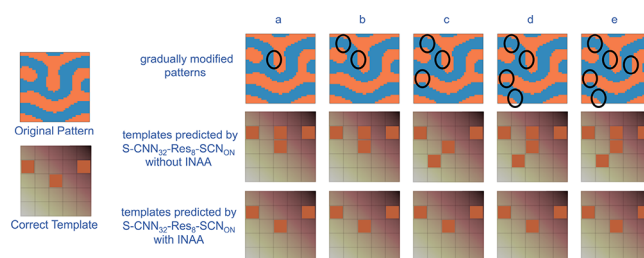 a b c d e
gradually modified
patterns
Original Pattern
templates predicted by
S-CNN32-Res8-SCNON
without INAA
Correct Template
templates predicted by
S-CNN32-Res8-SCNON
with INAA